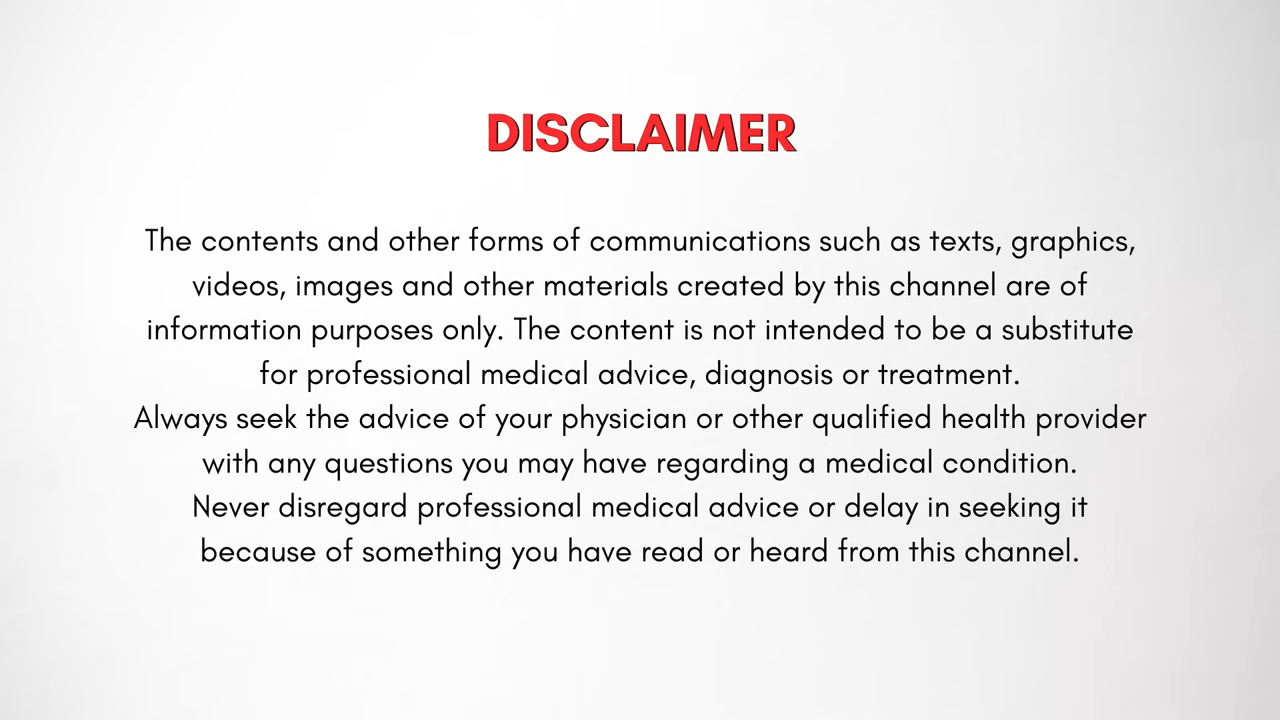 DISCLAIMER
The contents and other forms of communications such as texts, graphics,
videos, images and other materials created by this channel are of
information purposes only. The content is not intended to be a substitute
for professional medical advice, diagnosis or treatment.
Always seek the advice of your physician or other qualified health provider
with any questions you may have regarding a medical condition.
Never disregard professional medical advice or delay in seeking it
because of something you have read or heard from this channel.